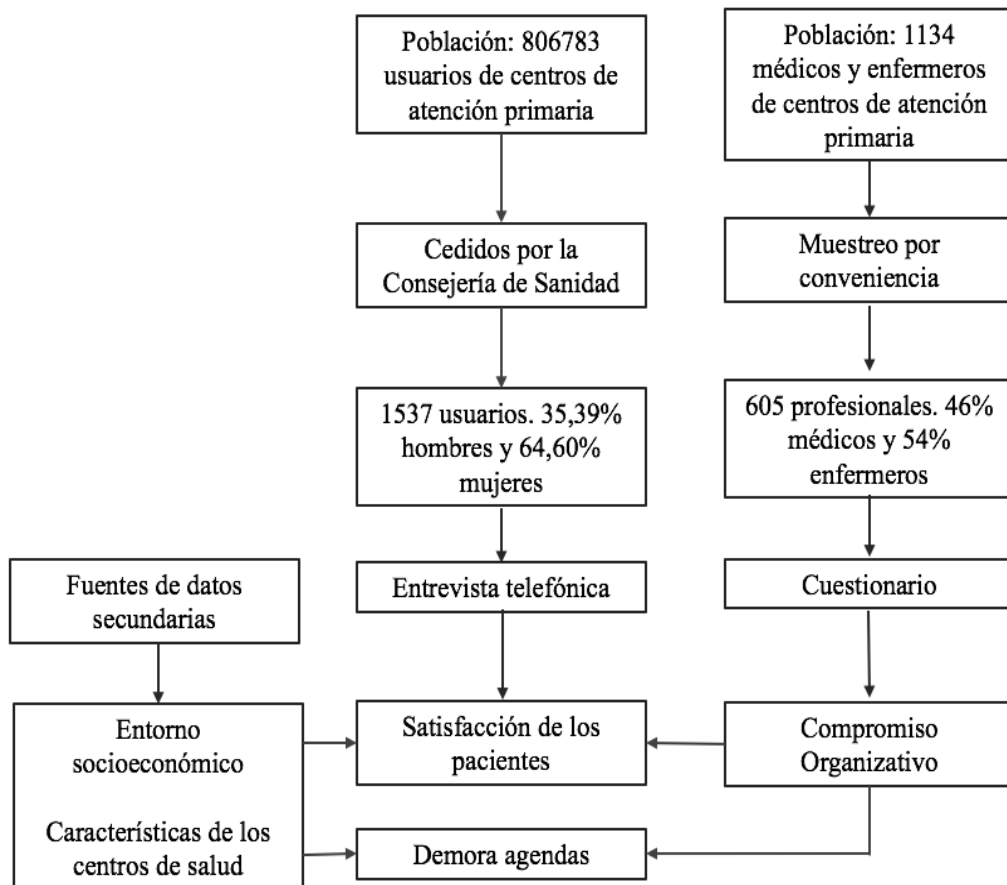 Población: 806783
usuarios de centros de
atención primaria
Población: 1134
médicos y enfermeros
de centros de atención
primaria
Cedidos por la
Consejería de Sanidad
Muestreo por
conveniencia
1537 usuarios. 35,39%
hombres y 64,60%
mujeres
605 profesionales. 46%
médicos y 54%
enfermeros
Fuentes de datos
secundarias
Entrevista telefónica
Cuestionario
Entorno
socioeconómico
Características de los
centros de salud
Satisfacción de los
pacientes
Compromiso
Organizativo
Demora agendas